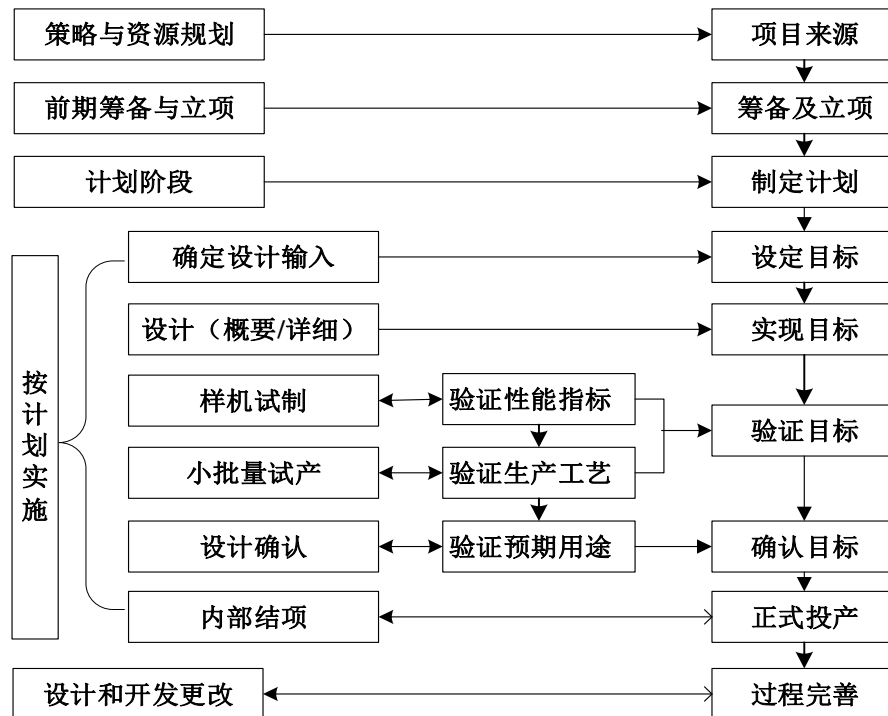 策略与资源规划
项目来源
前期筹备与立项
筹备及立项
计划阶段
制定计划
按计划实施
确定设计输入
设定目标
设计（概要/详细）
实现目标
样机试制
验证性能指标
验证目标
小批量试产
验证生产工艺
设计确认
验证预期用途
确认目标
内部结项
正式投产
设计和开发更改
过程完善